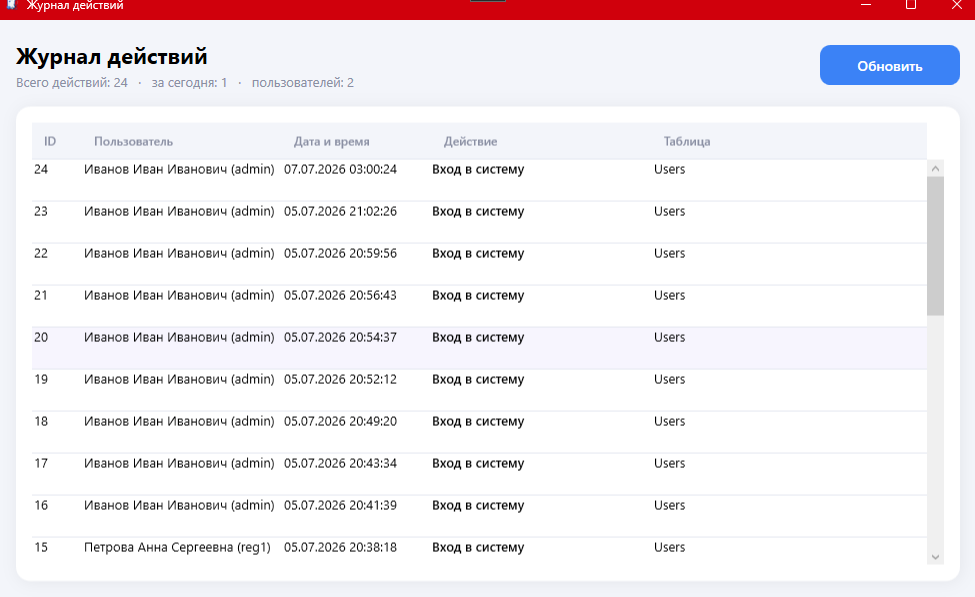 Журнал действий
Журнал действий
Всего действий: 24 · за сегодня: 1 · пользователей: 2
Обновить
ID Пользователь Дата и время Действие Таблица
24 Иванов Иван Иванович (admin) 07.07.2026 03:00:24 Вход в систему Users
23 Иванов Иван Иванович (admin) 05.07.2026 21:02:26 Вход в систему Users
22 Иванов Иван Иванович (admin) 05.07.2026 20:59:56 Вход в систему Users
21 Иванов Иван Иванович (admin) 05.07.2026 20:56:43 Вход в систему Users
20 Иванов Иван Иванович (admin) 05.07.2026 20:54:37 Вход в систему Users
19 Иванов Иван Иванович (admin) 05.07.2026 20:52:12 Вход в систему Users
18 Иванов Иван Иванович (admin) 05.07.2026 20:49:20 Вход в систему Users
17 Иванов Иван Иванович (admin) 05.07.2026 20:43:34 Вход в систему Users
16 Иванов Иван Иванович (admin) 05.07.2026 20:41:39 Вход в систему Users
15 Петрова Анна Сергеевна (reg1) 05.07.2026 20:38:18 Вход в систему Users